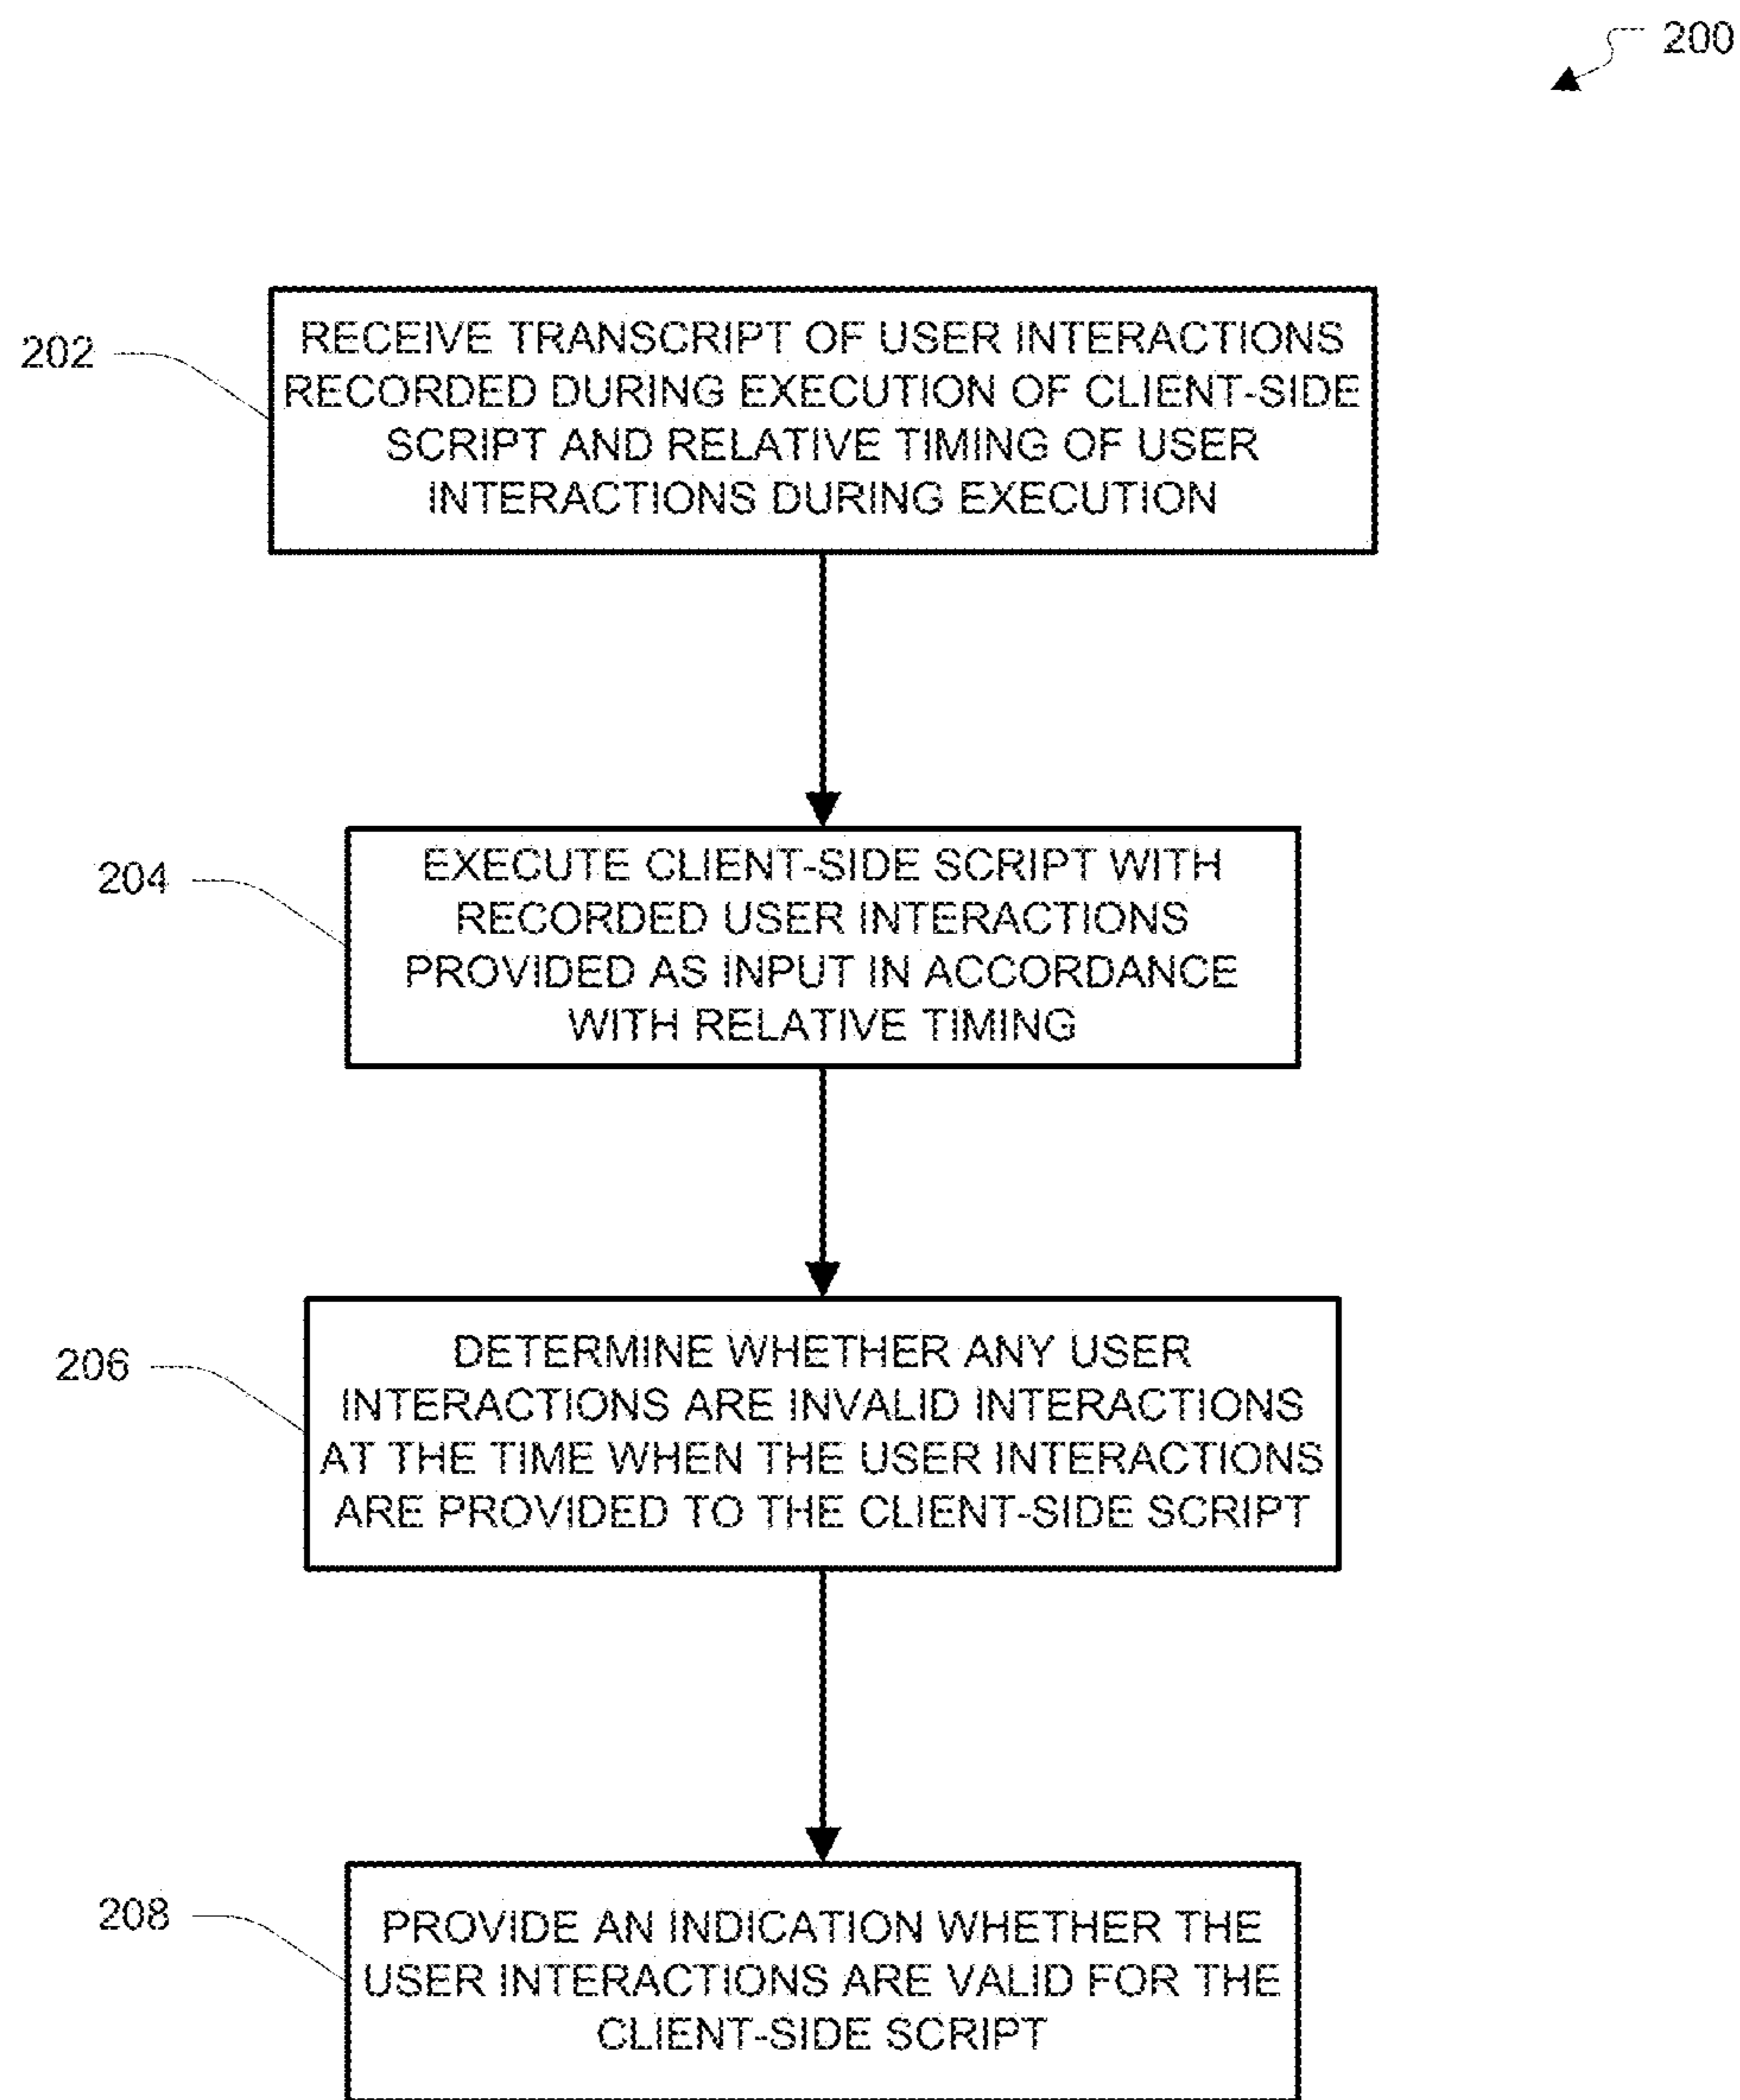 200
202
RECEIVE TRANSCRIPT OF USER INTERACTIONS
RECORDED DURING EXECUTION OF CLIENT-SIDE
SCRIPT AND RELATIVE TIMING OF USER
INTERACTIONS DURING EXECUTION
204
EXECUTE CLIENT-SIDE SCRIPT WITH
RECORDED USER INTERACTIONS
PROVIDED AS INPUT IN ACCORDANCE
WITH RELATIVE TIMING
206
DETERMINE WHETHER ANY USER
INTERACTIONS ARE INVALID INTERACTIONS
AT THE TIME WHEN THE USER INTERACTIONS
ARE PROVIDED TO THE CLIENT-SIDE SCRIPT
208
PROVIDE AN INDICATION WHETHER THE
USER INTERACTIONS ARE VALID FOR THE
CLIENT-SIDE SCRIPT